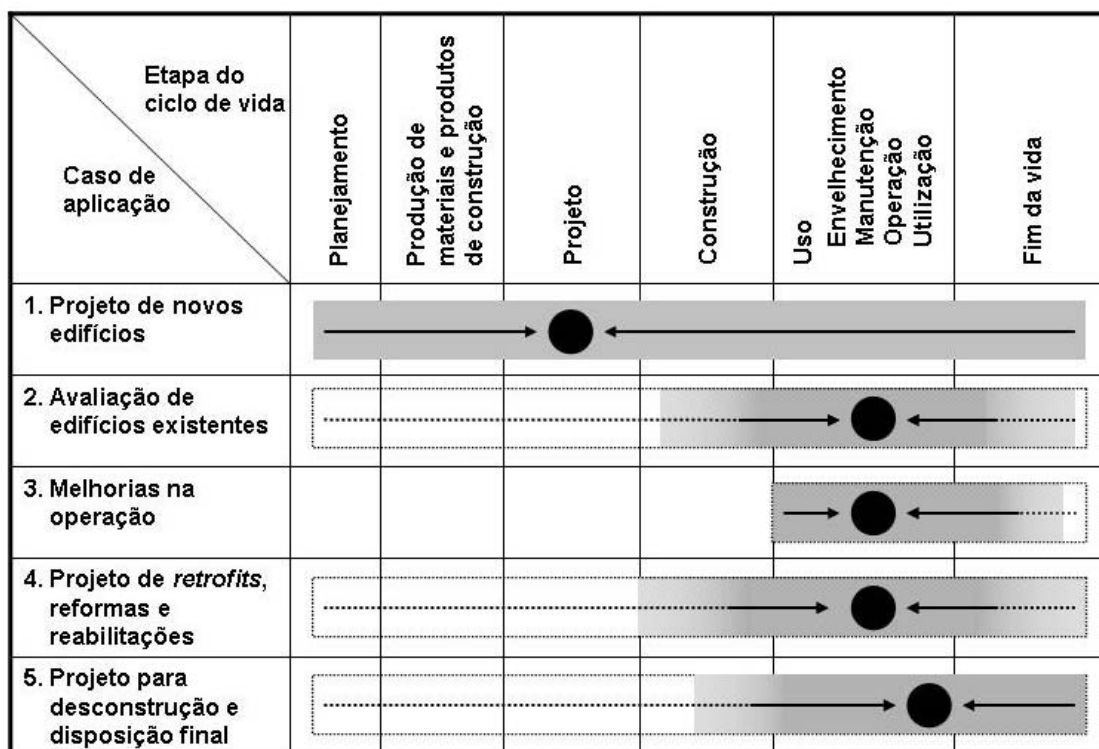 Etapa do
ciclo de vida
Caso de
aplicação
Planejamento
Produção de
materiais e produtos
de construção
Projeto
Construção
Uso
Envelhecimento
Manutenção
Operação
Utilização
Fim da vida
1. Projeto de novos
edifícios
2. Avaliação de
edifícios existentes
3. Melhorias na
operação
4. Projeto de retrofits,
reformas e
reabilitações
5. Projeto para
desconstrução e
disposição final